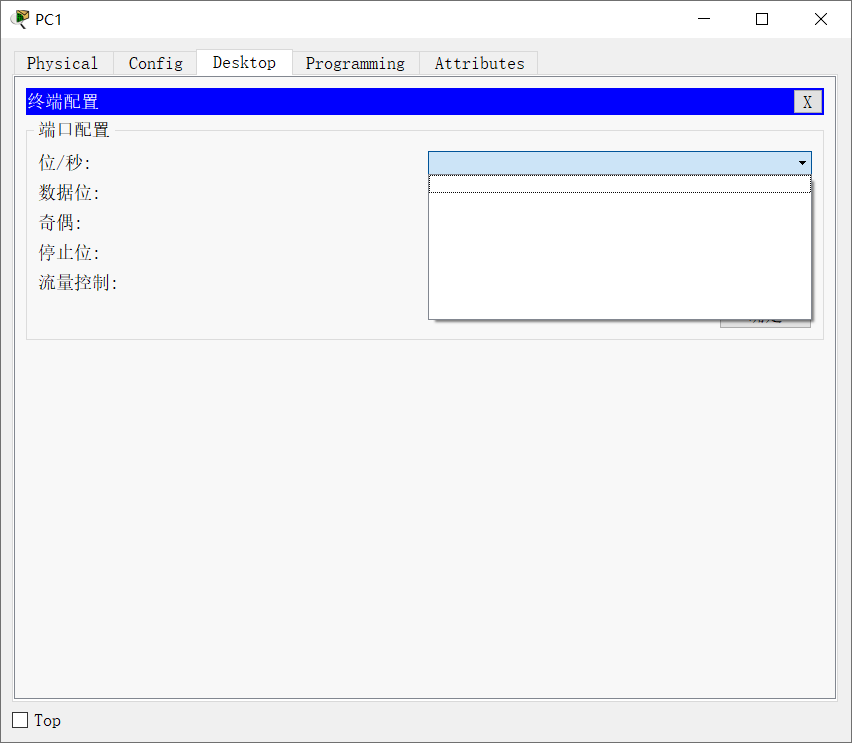 PC1
Physical Config Desktop Programming Attributes
终端配置 X
端口配置
位/秒:
数据位:
奇偶:
停止位:
流量控制:
Top